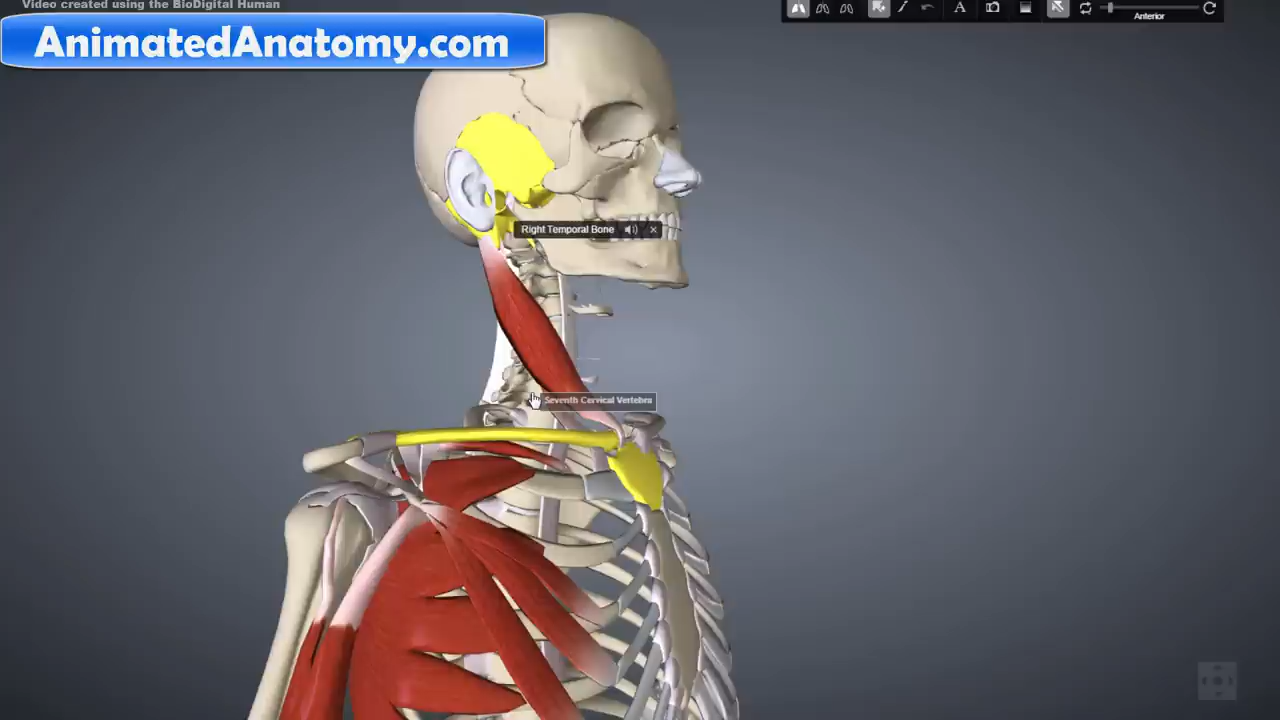 Video created using the BioDigital Human
AnimatedAnatomy.com
A
Anterior
Right Temporal Bone
Seventh Cervical Vertebra